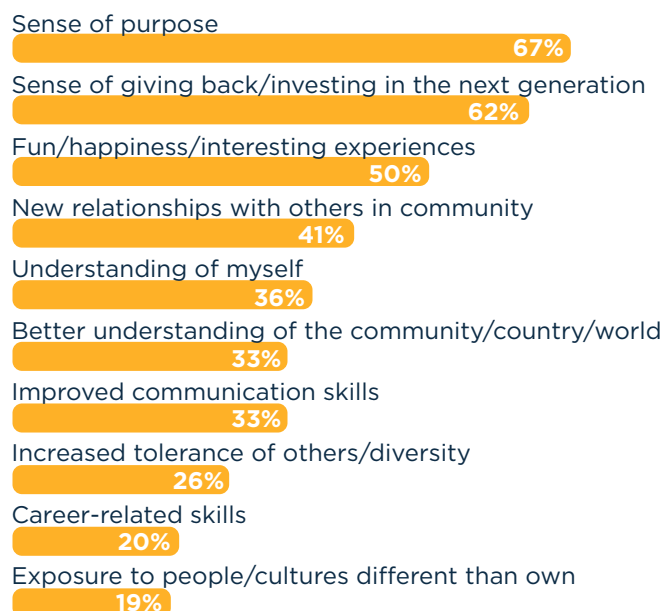 Sense of purpose
67%
Sense of giving back/investing in the next generation
62%
Fun/happiness/interesting experiences
50%
New relationships with others in community
41%
Understanding of myself
36%
Better understanding of the community/country/world
33%
Improved communication skills
33%
Increased tolerance of others/diversity
26%
Career-related skills
20%
Exposure to people/cultures different than own
19%